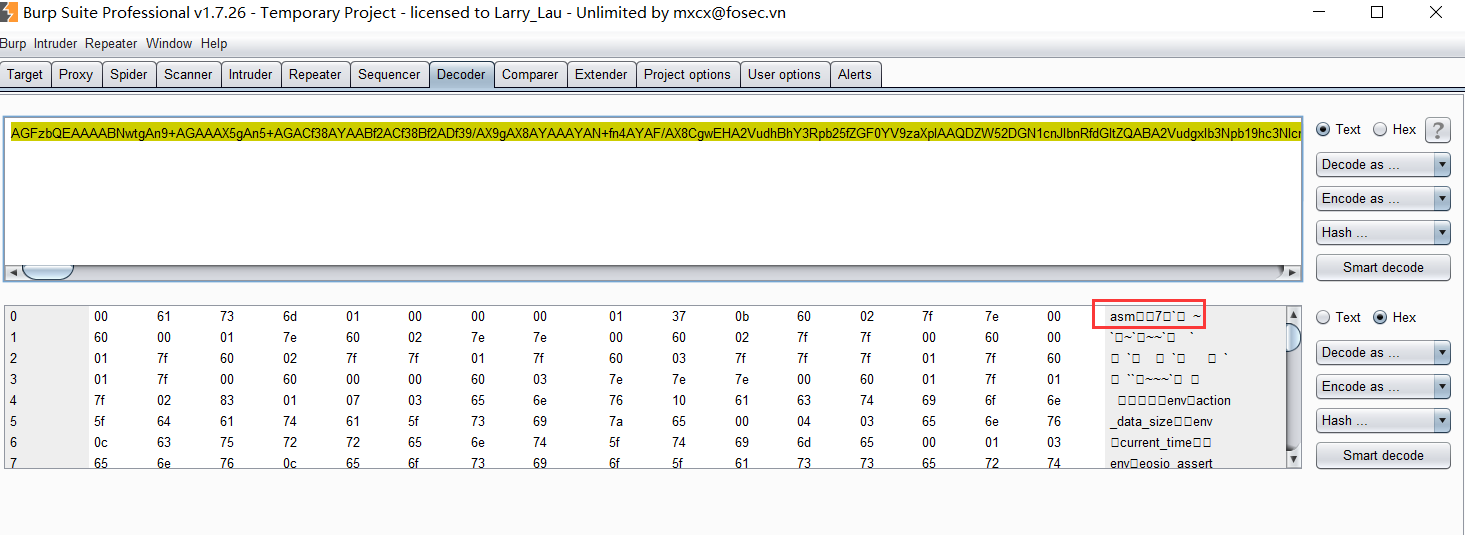 Burp Suite Professional v1.7.26 - Temporary Project - licensed to Larry_Lau - Unlimited by mxcx@fosec.vn
Burp Intruder Repeater Window Help
Target Proxy Spider Scanner Intruder Repeater Sequencer Decoder Comparer Extender Project options User options Alerts
Text Hex ?
Decode as ...
Encode as ...
Hash ...
Smart decode
0 00 61 73 6d 01 00 00 00 01 37 0b 60 02 7f 7e 00 asm□□7□`□ ~
1 60 00 01 7e 60 02 7e 7e 00 60 02 7f 7f 00 60 00 `□~`□~~`□ `
2 01 7f 60 02 7f 7f 01 7f 60 03 7f 7f 7f 01 7f 60 □ `□ □ `□ □ `
3 01 7f 00 60 00 00 60 03 7e 7e 7e 00 60 01 7f 01 □ ``□~~~`□ □
4 7f 02 83 01 07 03 65 6e 76 10 61 63 74 69 6f 6e □□□□□env□action
5 5f 64 61 74 61 5f 73 69 7a 65 00 04 03 65 6e 76 _data_size□□env
6 0c 63 75 72 72 65 6e 74 5f 74 69 6d 65 00 01 03 □current_time□□
7 65 6e 76 0c 65 6f 73 69 6f 5f 61 73 73 65 72 74 env□eosio_assert
Text Hex
Decode as ...
Encode as ...
Hash ...
Smart decode